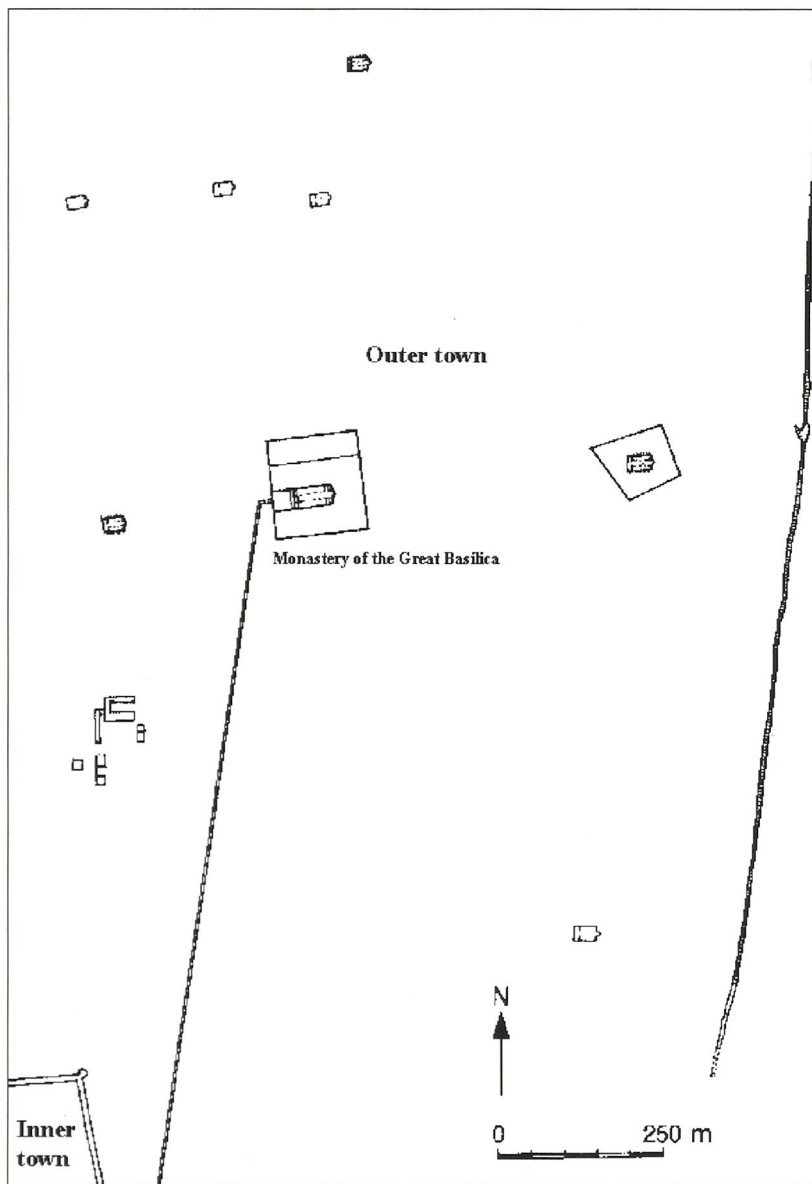 Outer town
Monastery of the Great Basilica
N
0 250 m
Inner
town